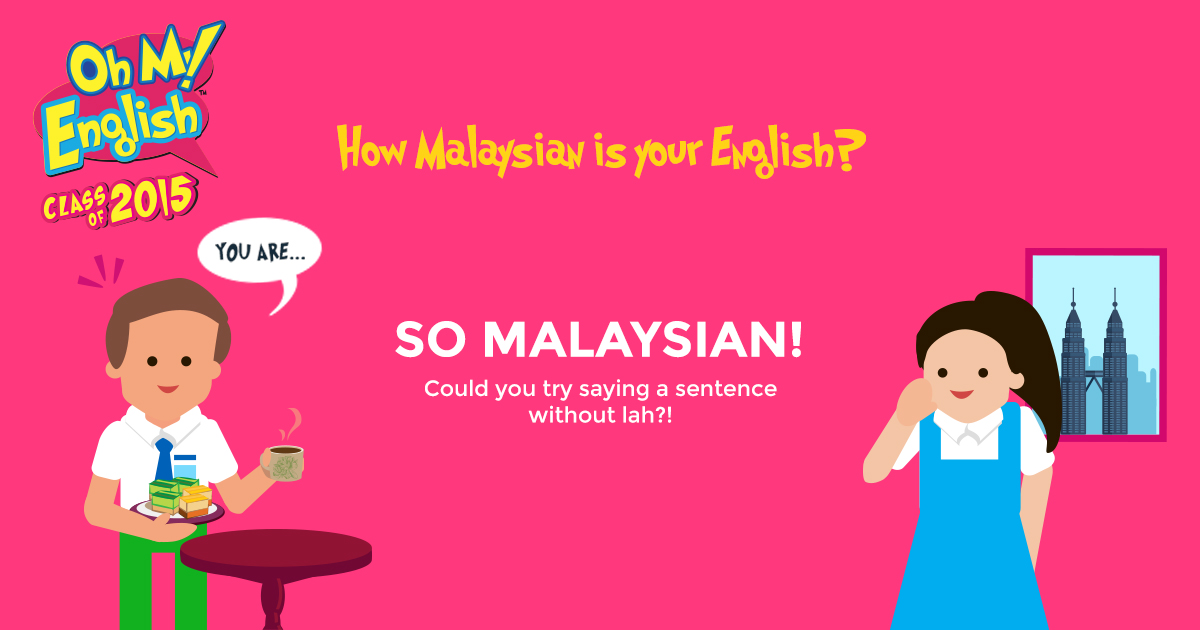 Oh My!
English™
CLASS
OF
2015
How Malaysian is your English?
YOU ARE...
SO MALAYSIAN!
Could you try saying a sentence
without lah?!